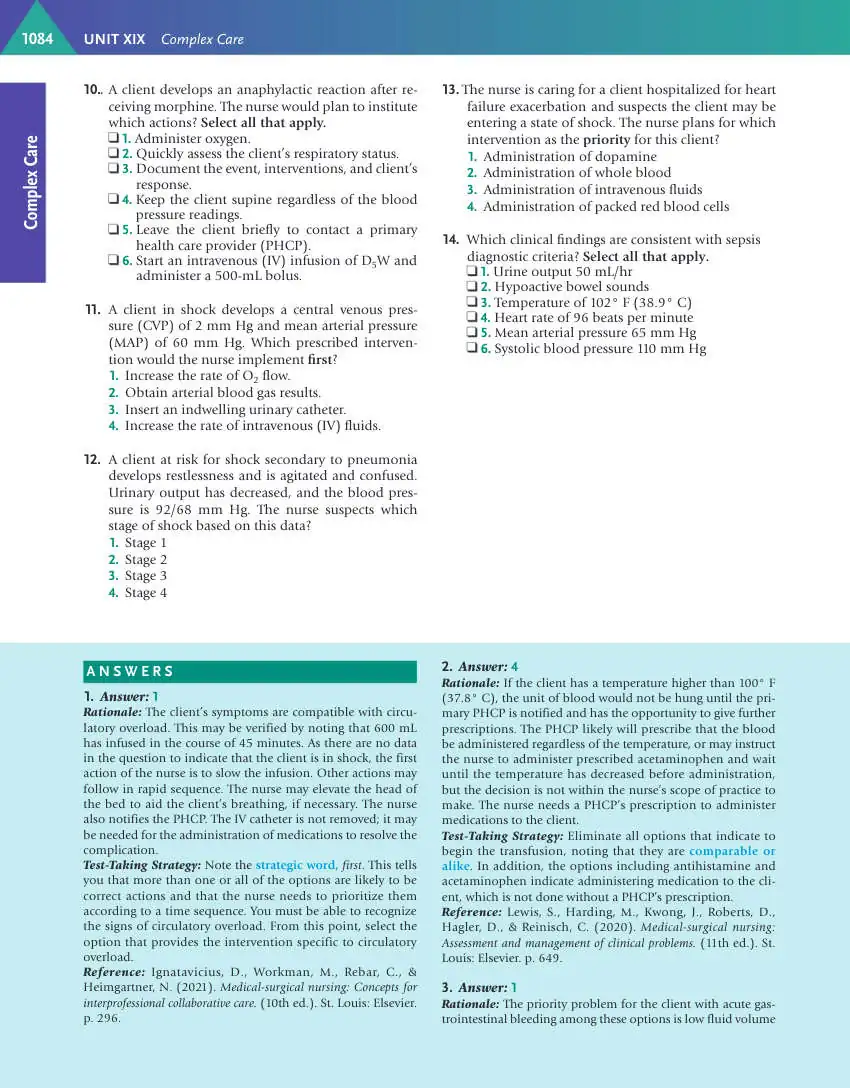 1084 UNIT XIX Complex Care
Complex Care
10.. A client develops an anaphylactic reaction after re-
ceiving morphine. The nurse would plan to institute
which actions? Select all that apply.
❑ 1. Administer oxygen.
❑ 2. Quickly assess the client's respiratory status.
❑ 3. Document the event, interventions, and client's
response.
❑ 4. Keep the client supine regardless of the blood
pressure readings.
❑ 5. Leave the client briefly to contact a primary
health care provider (PHCP).
❑ 6. Start an intravenous (IV) infusion of D5W and
administer a 500-mL bolus.
11. A client in shock develops a central venous pres-
sure (CVP) of 2 mm Hg and mean arterial pressure
(MAP) of 60 mm Hg. Which prescribed interven-
tion would the nurse implement first?
1. Increase the rate of O2 flow.
2. Obtain arterial blood gas results.
3. Insert an indwelling urinary catheter.
4. Increase the rate of intravenous (IV) fluids.
12. A client at risk for shock secondary to pneumonia
develops restlessness and is agitated and confused.
Urinary output has decreased, and the blood pres-
sure is 92/68 mm Hg. The nurse suspects which
stage of shock based on this data?
1. Stage 1
2. Stage 2
3. Stage 3
4. Stage 4
13. The nurse is caring for a client hospitalized for heart
failure exacerbation and suspects the client may be
entering a state of shock. The nurse plans for which
intervention as the priority for this client?
1. Administration of dopamine
2. Administration of whole blood
3. Administration of intravenous fluids
4. Administration of packed red blood cells
14. Which clinical findings are consistent with sepsis
diagnostic criteria? Select all that apply.
❑ 1. Urine output 50 mL/hr
❑ 2. Hypoactive bowel sounds
❑ 3. Temperature of 102° F (38.9° C)
❑ 4. Heart rate of 96 beats per minute
❑ 5. Mean arterial pressure 65 mm Hg
❑ 6. Systolic blood pressure 110 mm Hg
ANSWERS
1. Answer: 1
Rationale: The client's symptoms are compatible with circu-
latory overload. This may be verified by noting that 600 mL
has infused in the course of 45 minutes. As there are no data
in the question to indicate that the client is in shock, the first
action of the nurse is to slow the infusion. Other actions may
follow in rapid sequence. The nurse may elevate the head of
the bed to aid the client's breathing, if necessary. The nurse
also notifies the PHCP. The IV catheter is not removed; it may
be needed for the administration of medications to resolve the
complication.
Test-Taking Strategy: Note the strategic word, first. This tells
you that more than one or all of the options are likely to be
correct actions and that the nurse needs to prioritize them
according to a time sequence. You must be able to recognize
the signs of circulatory overload. From this point, select the
option that provides the intervention specific to circulatory
overload.
Reference: Ignatavicius, D., Workman, M., Rebar, C., &
Heimgartner, N. (2021). Medical-surgical nursing: Concepts for
interprofessional collaborative care. (10th ed.). St. Louis: Elsevier.
p. 296.
2. Answer: 4
Rationale: If the client has a temperature higher than 100° F
(37.8° C), the unit of blood would not be hung until the pri-
mary PHCP is notified and has the opportunity to give further
prescriptions. The PHCP likely will prescribe that the blood
be administered regardless of the temperature, or may instruct
the nurse to administer prescribed acetaminophen and wait
until the temperature has decreased before administration,
but the decision is not within the nurse's scope of practice to
make. The nurse needs a PHCP's prescription to administer
medications to the client.
Test-Taking Strategy: Eliminate all options that indicate to
begin the transfusion, noting that they are comparable or
alike. In addition, the options including antihistamine and
acetaminophen indicate administering medication to the cli-
ent, which is not done without a PHCP's prescription.
Reference: Lewis, S., Harding, M., Kwong, J., Roberts, D.,
Hagler, D., & Reinisch, C. (2020). Medical-surgical nursing:
Assessment and management of clinical problems. (11th ed.). St.
Louis: Elsevier. p. 649.
3. Answer: 1
Rationale: The priority problem for the client with acute gas-
trointestinal bleeding among these options is low fluid volume